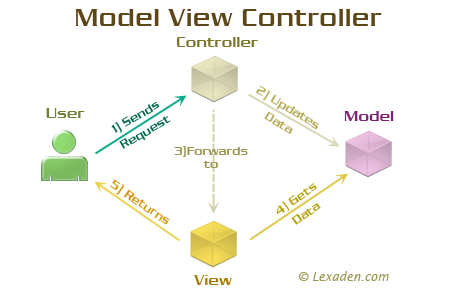 Model View Controller
Controller
User
1) Sends
Request
2) Updates
Data
Model
3)Forwards
to
5) Returns
4) Gets
Data
View
© Lexaden.com